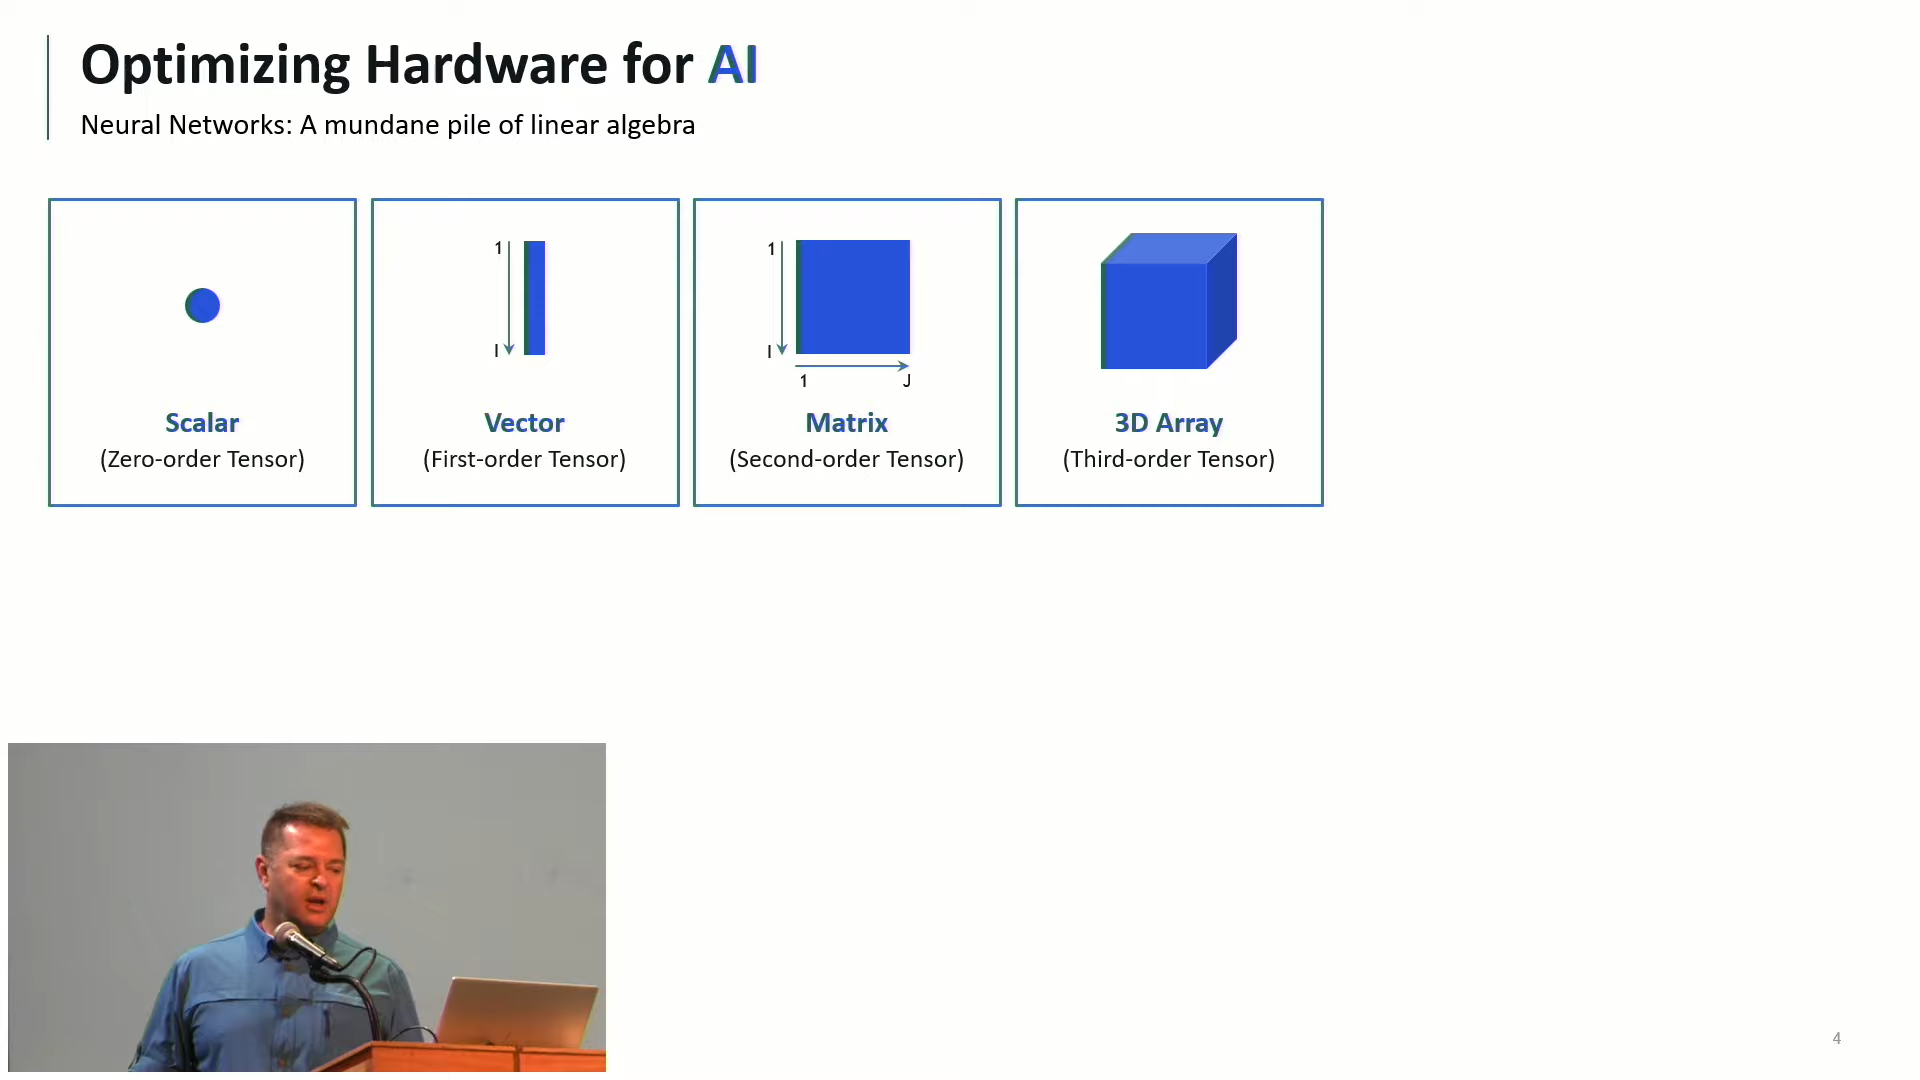 Optimizing Hardware for AI
Neural Networks: A mundane pile of linear algebra
Scalar
(Zero-order Tensor)
1
I
Vector
(First-order Tensor)
1
I
1 J
Matrix
(Second-order Tensor)
3D Array
(Third-order Tensor)
4